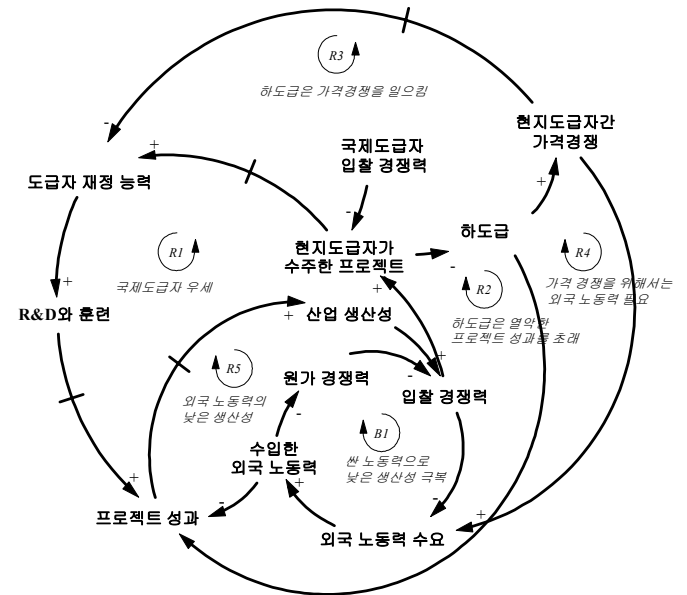 R3
하도급은 가격경쟁을 일으킴
-
+
현지도급자간
가격경쟁
국제도급자
입찰 경쟁력
도급자 재정 능력
+
-
하도급
R1
국제도급자 우세
현지도급자가
수주한 프로젝트
-
R4
가격 경쟁을 위해서는
외국 노동력 필요
R2
+
+
R&D와 훈련
+
산업 생산성
하도급은 열악한
프로젝트 성과를 초래
+
R5
원가 경쟁력
-
입찰 경쟁력
외국 노동력의
낮은 생산성
-
B1
수입한
외국 노동력
싼 노동력으로
낮은 생산성 극복
+
+
-
-
+
프로젝트 성과
외국 노동력 수요